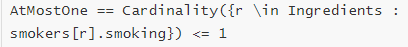 AtMostOne == Cardinality({r \in Ingredients :
smokers[r].smoking}) <= 1